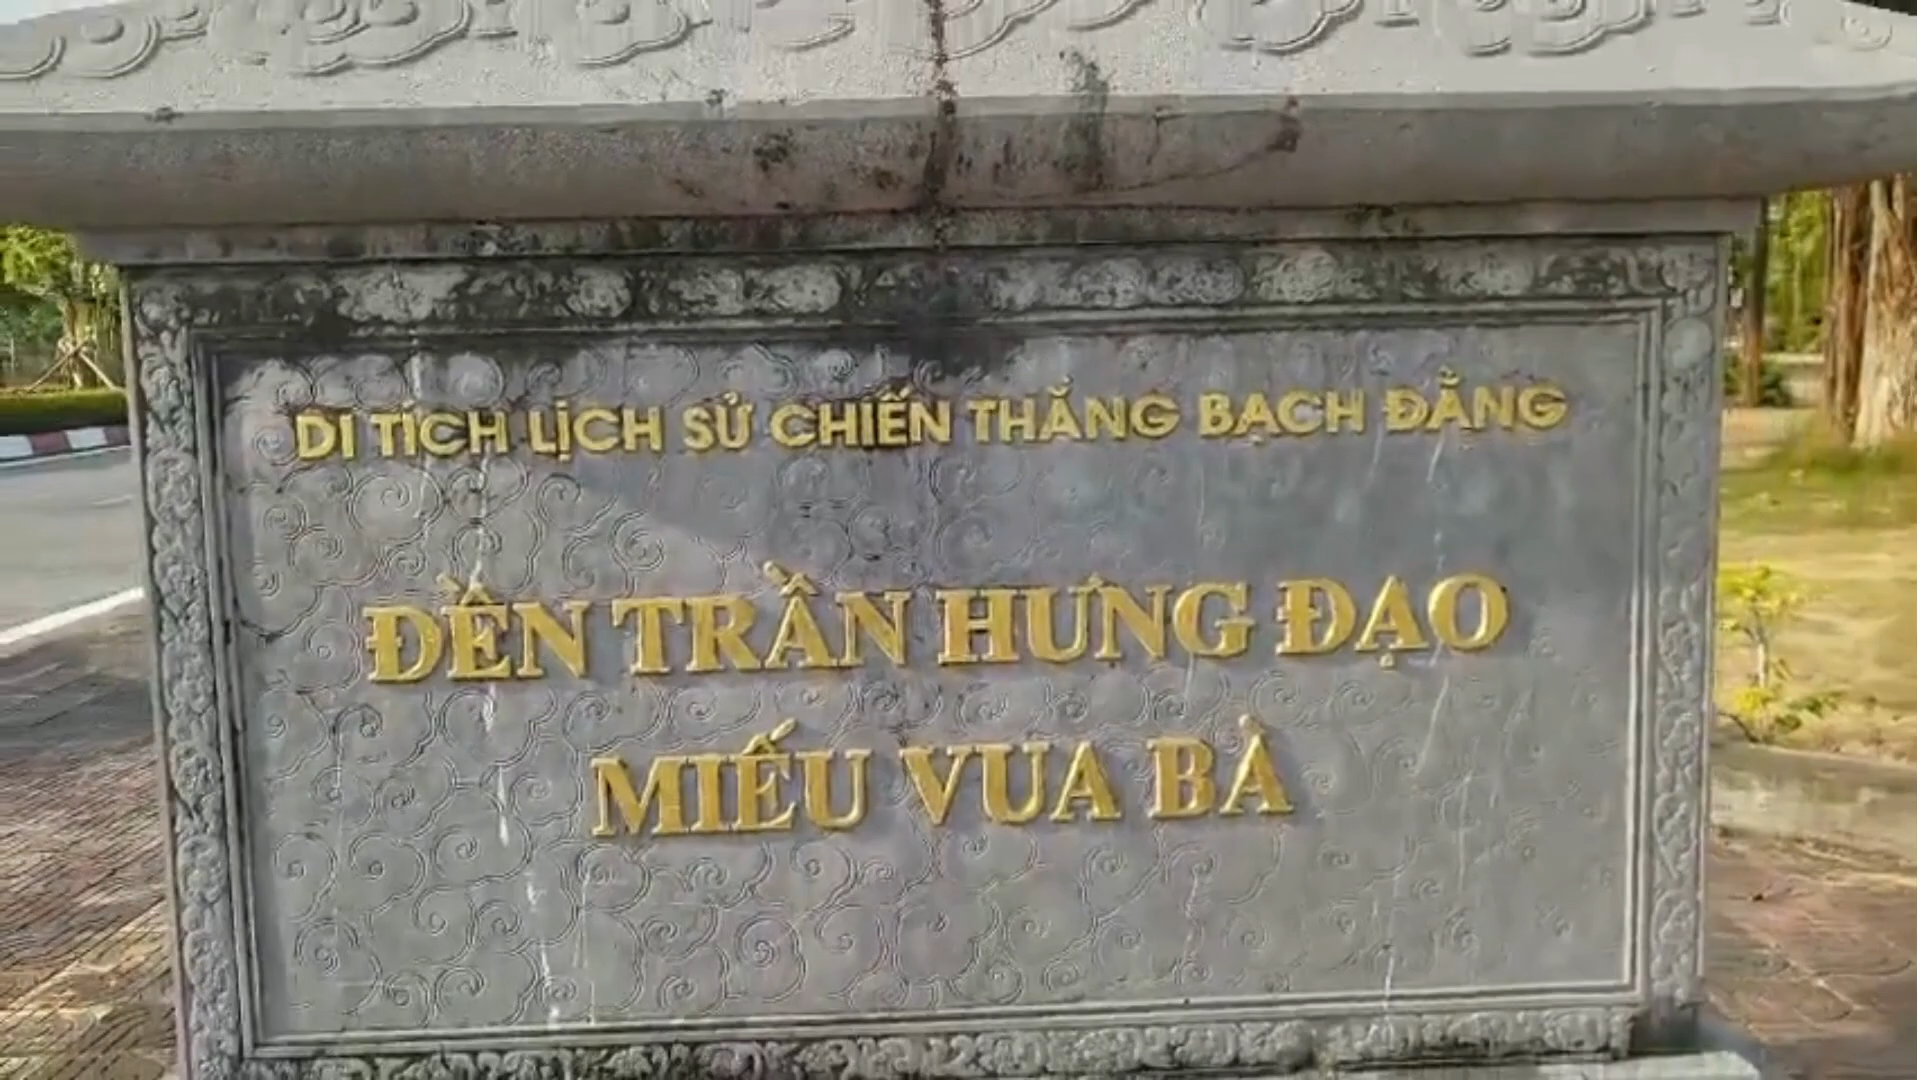 DI TÍCH LỊCH SỬ CHIẾN THẮNG BẠCH ĐẰNG
ĐỀN TRẦN HƯNG ĐẠO
MIẾU VUA BÀ